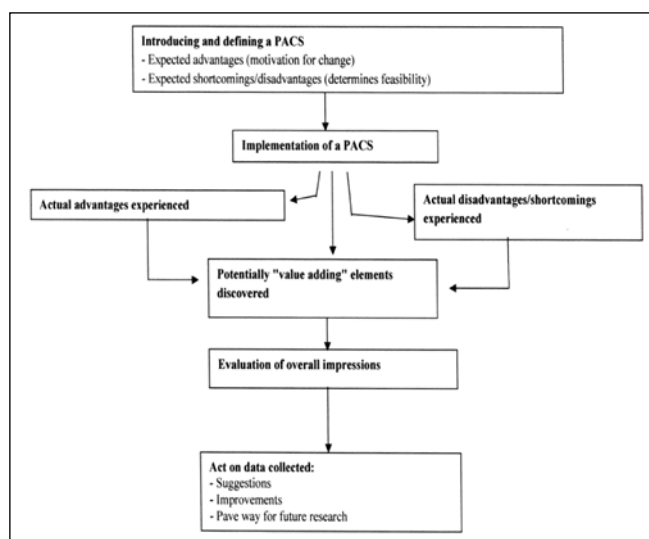 Introducing and defining a PACS
- Expected advantages (motivation for change)
- Expected shortcomings/disadvantages (determines feasibility)
Implementation of a PACS
Actual advantages experienced
Actual disadvantages/shortcomings
experienced
Potentially "value adding" elements
discovered
Evaluation of overall impressions
Act on data collected:
- Suggestions
- Improvements
- Pave way for future research